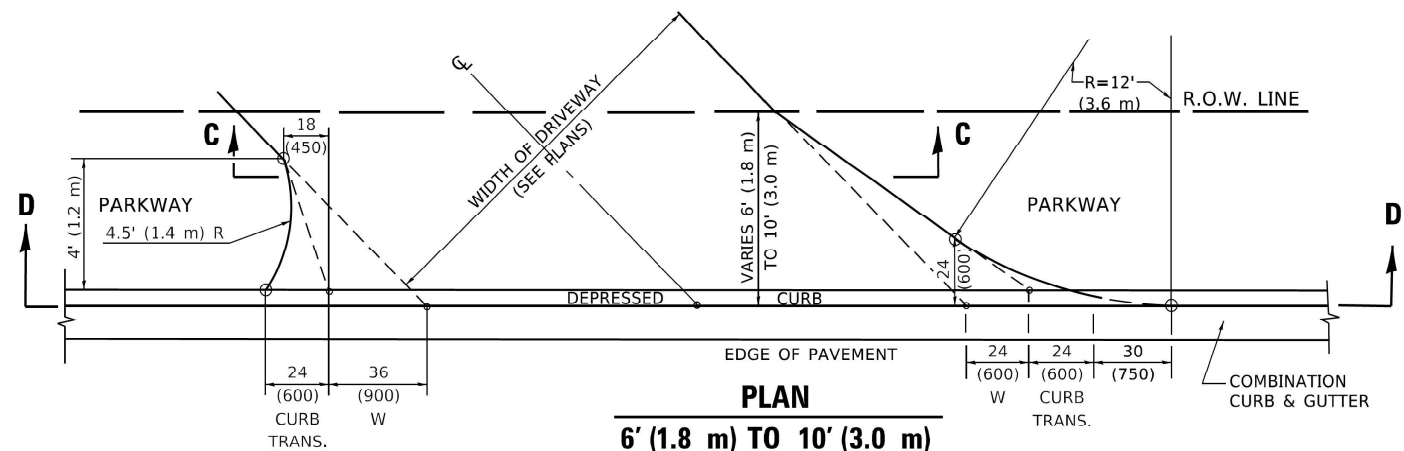 ℄
R=12'
(3.6 m)
R.O.W. LINE
18
(450)
C
C
WIDTH OF DRIVEWAY
(SEE PLANS)
VARIES 6' (1.8 m)
TO 10' (3.0 m)
D
D
4' (1.2 m)
PARKWAY
4.5' (1.4 m) R
PARKWAY
24
(600)
DEPRESSED CURB
EDGE OF PAVEMENT
24
(600)
CURB
TRANS.
36
(900)
W
24
(600)
W
24
(600)
CURB
TRANS.
30
(750)
COMBINATION
CURB & GUTTER
PLAN
6' (1.8 m) TO 10' (3.0 m)